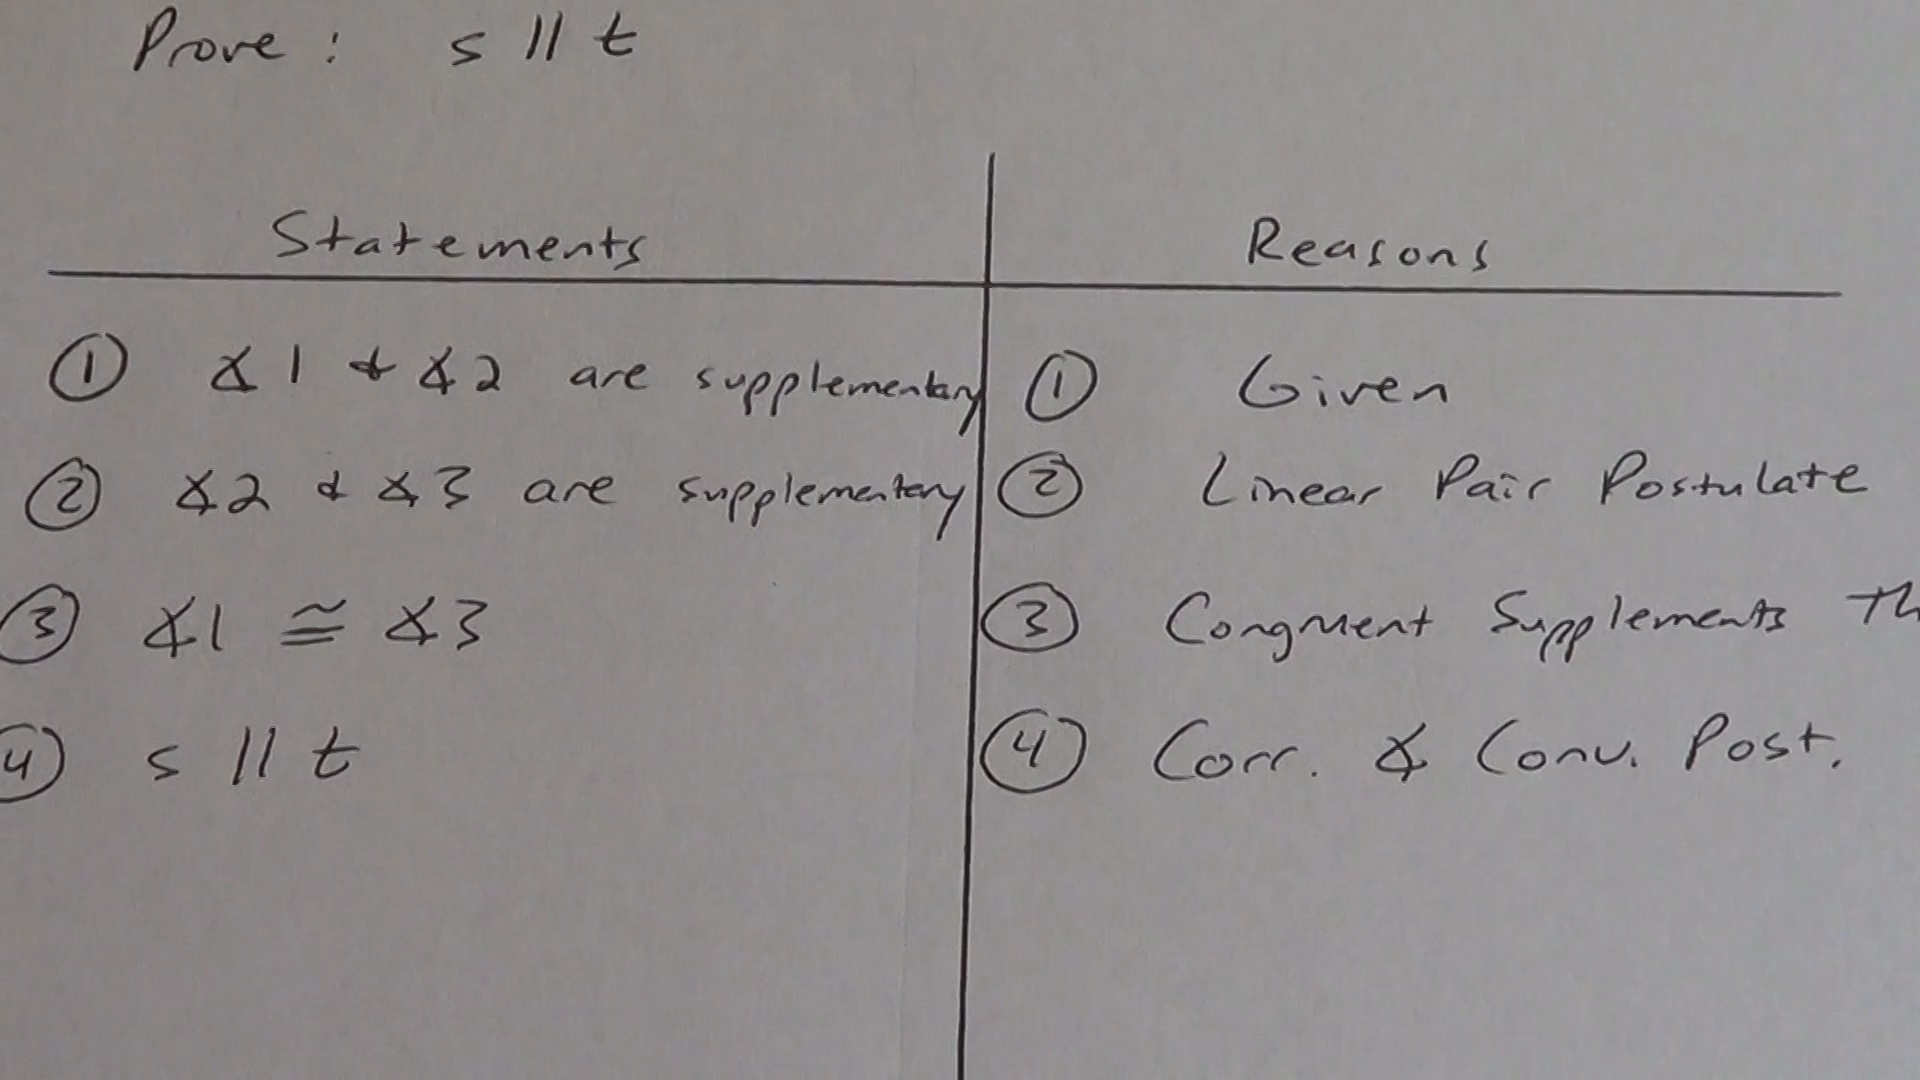 Prove : s || t
Statements Reasons
① ∡1 & ∡2 are supplementary ① Given
② ∡2 & ∡3 are supplementary ② Linear Pair Postulate
③ ∡1 ≅ ∡3 ③ Congruent Supplements Th
④ s || t ④ Corr. ∡ Conv. Post.